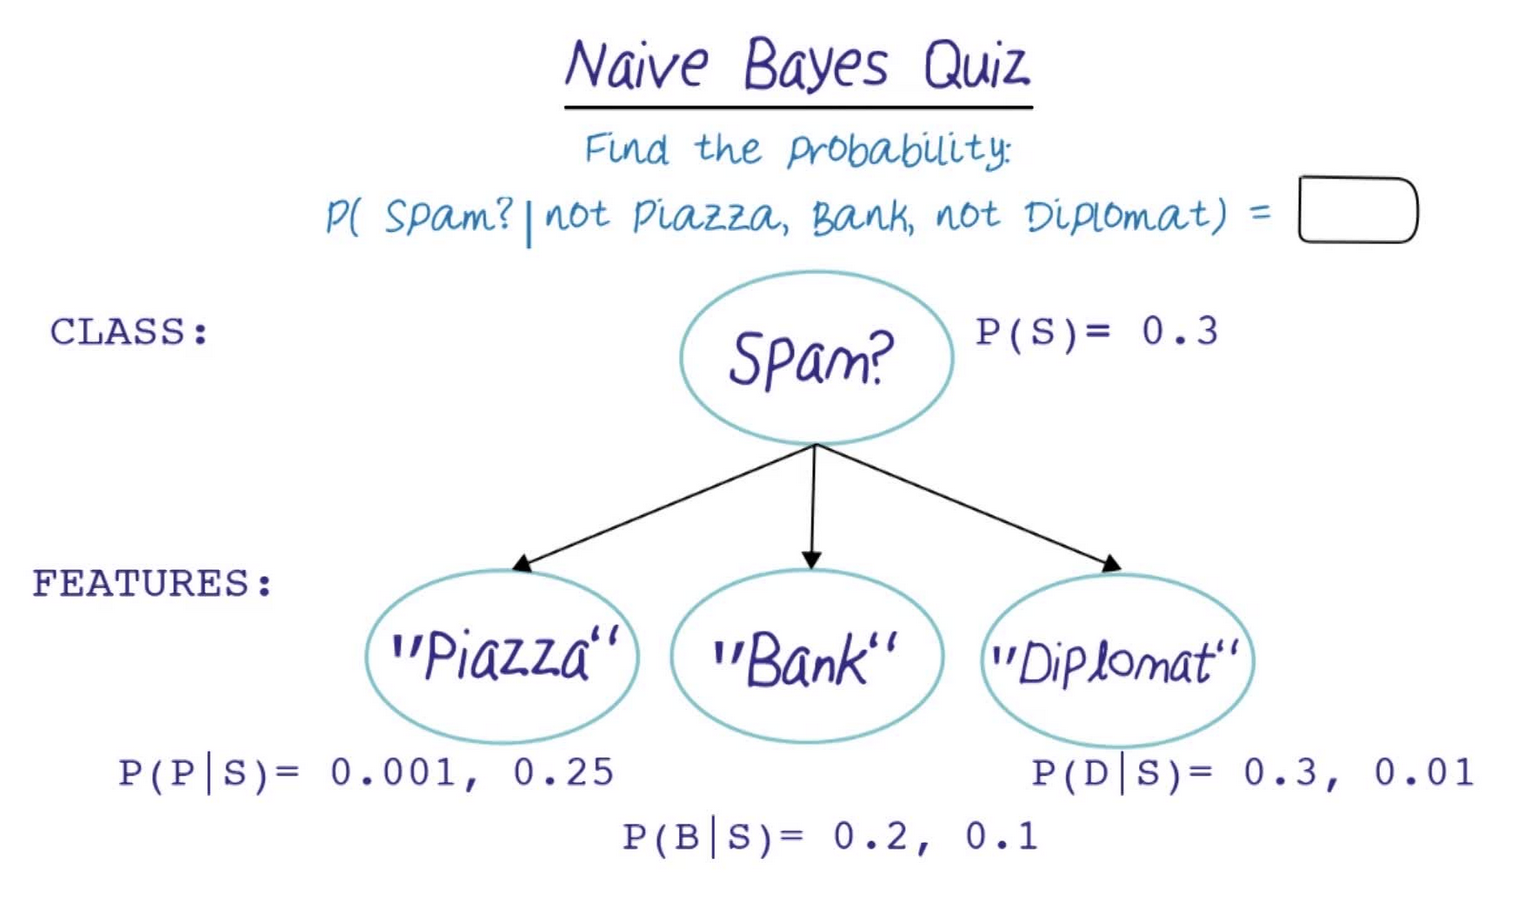 Naive Bayes Quiz
Find the probability:
P( Spam? | not Piazza, Bank, not Diplomat) =
CLASS:
Spam?
P(S)= 0.3
FEATURES:
"Piazza"
"Bank"
"Diplomat"
P(P|S)= 0.001, 0.25
P(D|S)= 0.3, 0.01
P(B|S)= 0.2, 0.1